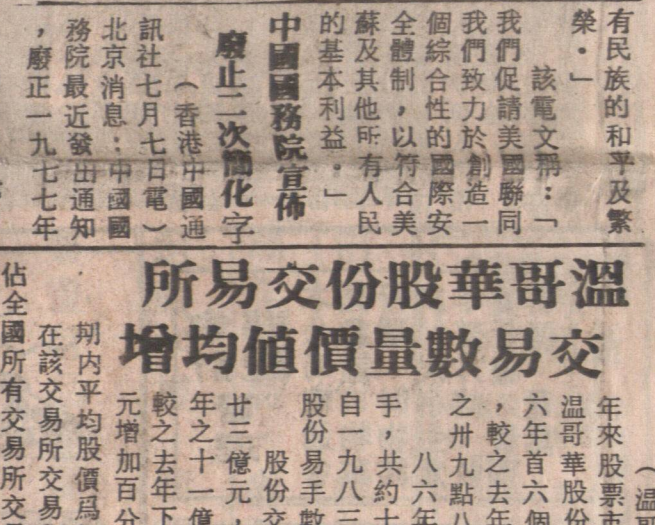 有民族的和平及繁
榮。」
該電文稱：「
我們促請美國聯同
我們致力於創造一
個綜合性的國際安
全體制，以符合美
蘇及其他所有人民
的基本利益。」
中國國務院宣佈
廢止二次簡化字
（香港中國通
訊社七月七日電）
北京消息：中國國
務院最近發出通知
，廢正一九七七年
溫哥華股份交易所
交易數量價値均增
（溫
年來股票市
溫哥華股份
六年首六個
，較之去年
之卅九點八
八六年
手，共約十
自一九八三
股份易手數
股份交
廿三億元，
年之十一億
較之去年下
元增加百分
期內平均股價爲
在該交易所交易
佔全國所有交易所交易